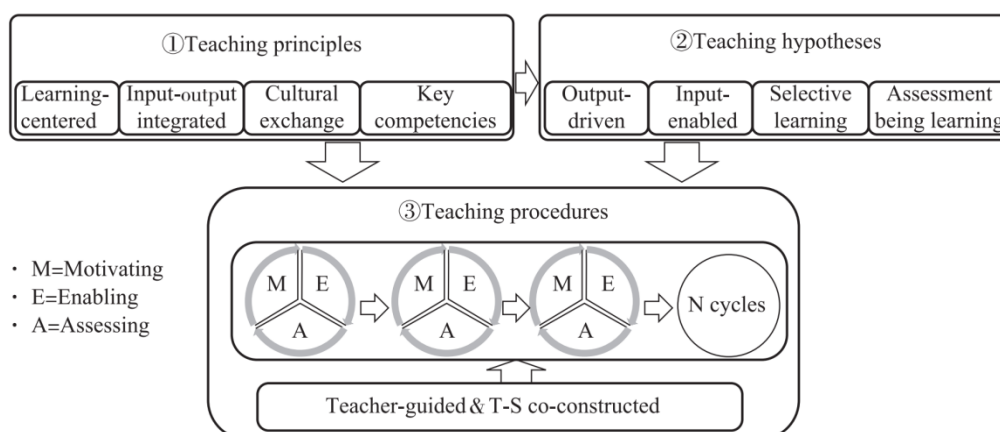 ①Teaching principles
Learning-
centered
Input-output
integrated
Cultural
exchange
Key
competencies
②Teaching hypotheses
Output-
driven
Input-
enabled
Selective
learning
Assessment
being learning
③Teaching procedures
· M=Motivating
· E=Enabling
· A=Assessing
M E
A
M E
A
M E
A
N cycles
Teacher-guided & T-S co-constructed